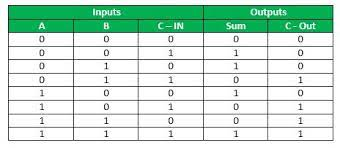 Inputs Outputs
A B C – IN Sum C - Out
0 0 0 0 0
0 0 1 1 0
0 1 0 1 0
0 1 1 0 1
1 0 0 1 0
1 0 1 0 1
1 1 0 0 1
1 1 1 1 1